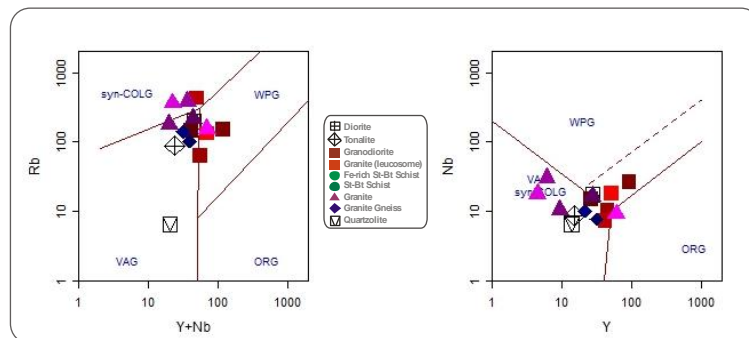 syn-COLG
WPG
VAG
ORG
Rb
1
10
100
1000
1
10
100
1000
Y+Nb
Diorite
Tonalite
Granodiorite
Granite (leucosome)
Fe-rich St-Bt Schist
St-Bt Schist
Granite
Granite Gneiss
Quartzolite
WPG
syn-COLG
ORG
Nb
1
10
100
1000
1
10
100
1000
Y